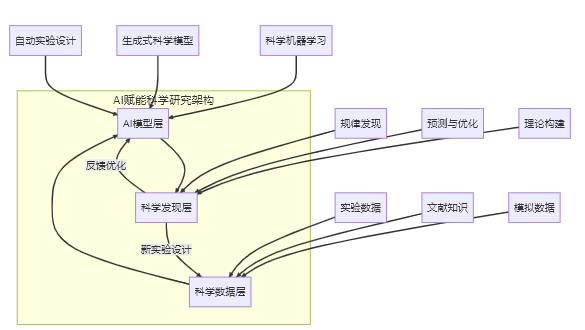 自动实验设计
生成式科学模型
科学机器学习
AI赋能科学研究架构
AI模型层
规律发现
预测与优化
理论构建
反馈优化
科学发现层
实验数据
文献知识
模拟数据
新实验设计
科学数据层